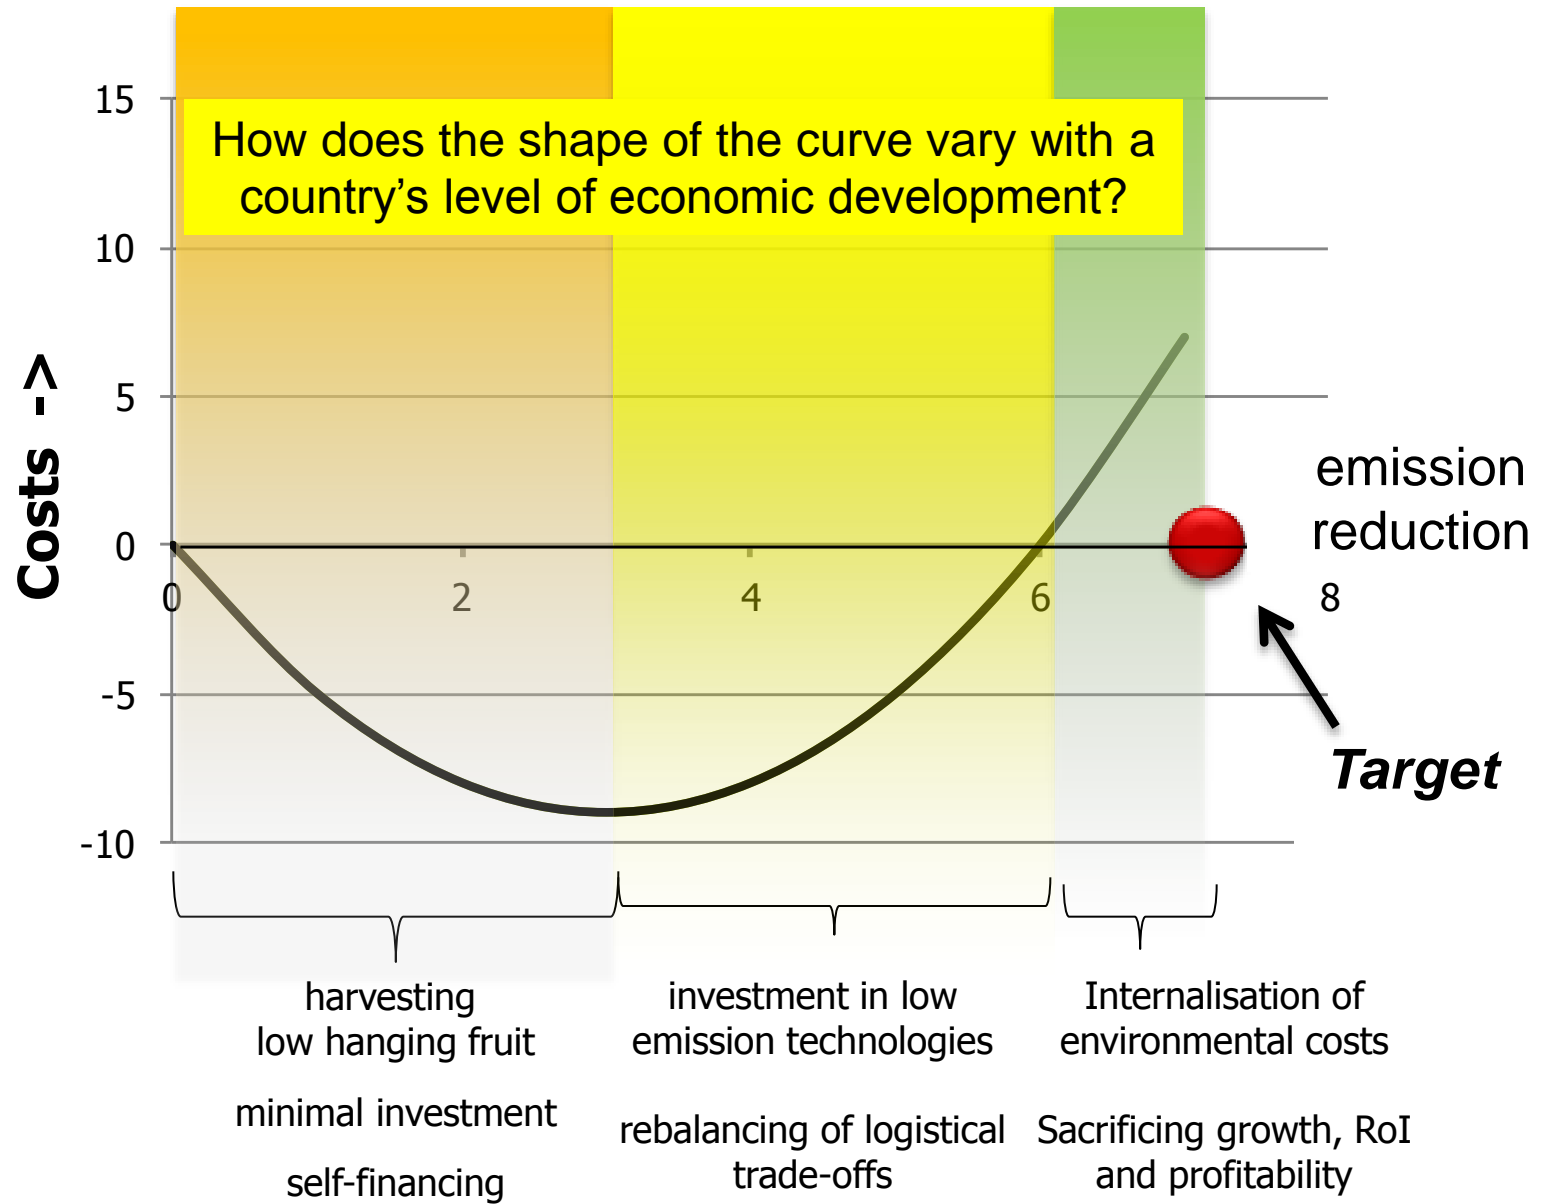 How does the shape of the curve vary with a
country’s level of economic development?
15
10
5
0
-5
-10
Costs ->
0
2
4
6
8
emission
reduction
Target
harvesting
low hanging fruit
minimal investment
self-financing
investment in low
emission technologies
rebalancing of logistical
trade-offs
Internalisation of
environmental costs
Sacrificing growth, RoI
and profitability